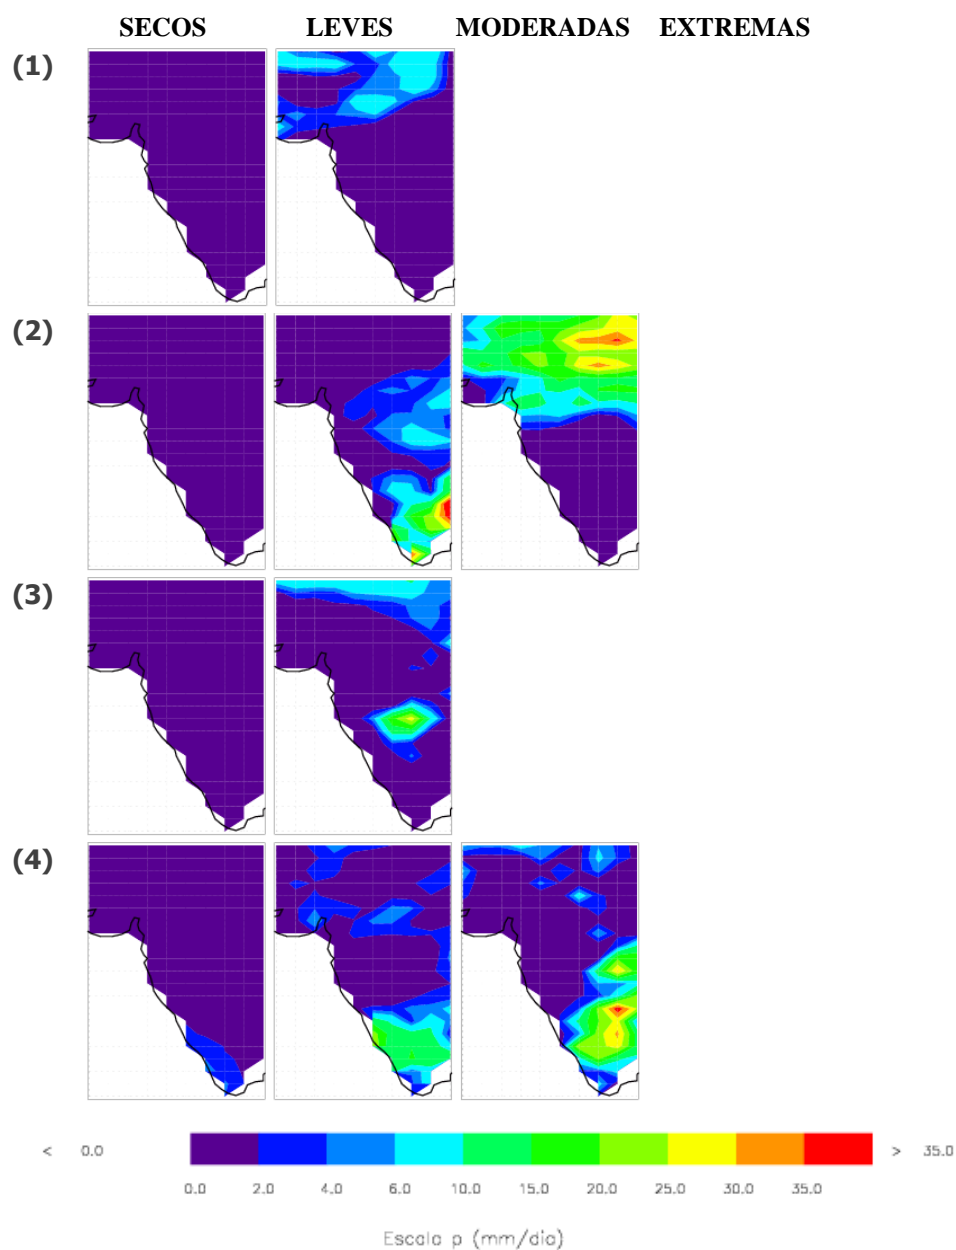 SECOS LEVES MODERADAS EXTREMAS
(1)
(2)
(3)
(4)
< 0.0 > 35.0
0.0 2.0 4.0 6.0 10.0 15.0 20.0 25.0 30.0 35.0
Escala p (mm/dia)